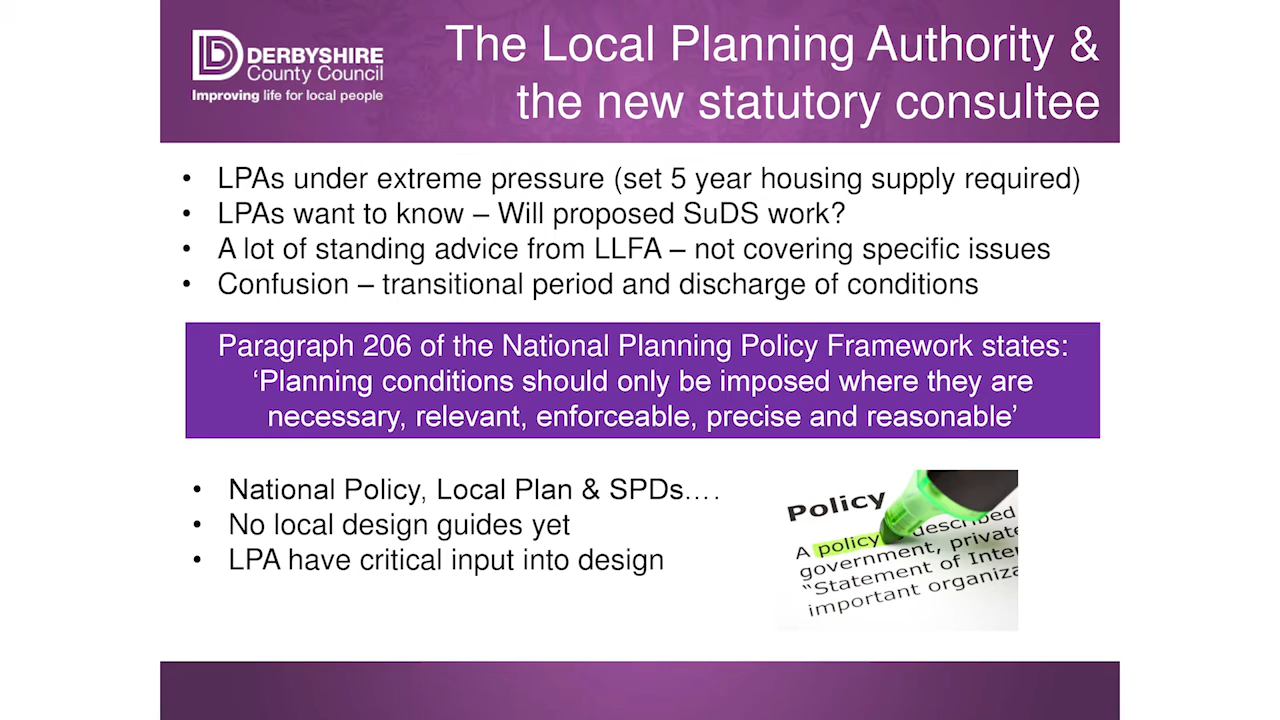 DERBYSHIRE
County Council
Improving life for local people
The Local Planning Authority &
the new statutory consultee
• LPAs under extreme pressure (set 5 year housing supply required)
• LPAs want to know – Will proposed SuDS work?
• A lot of standing advice from LLFA – not covering specific issues
• Confusion – transitional period and discharge of conditions
Paragraph 206 of the National Planning Policy Framework states:
‘Planning conditions should only be imposed where they are
necessary, relevant, enforceable, precise and reasonable’
• National Policy, Local Plan & SPDs….
• No local design guides yet
• LPA have critical input into design
Policy
A policy described
government, private
“Statement of Inte
important organiza